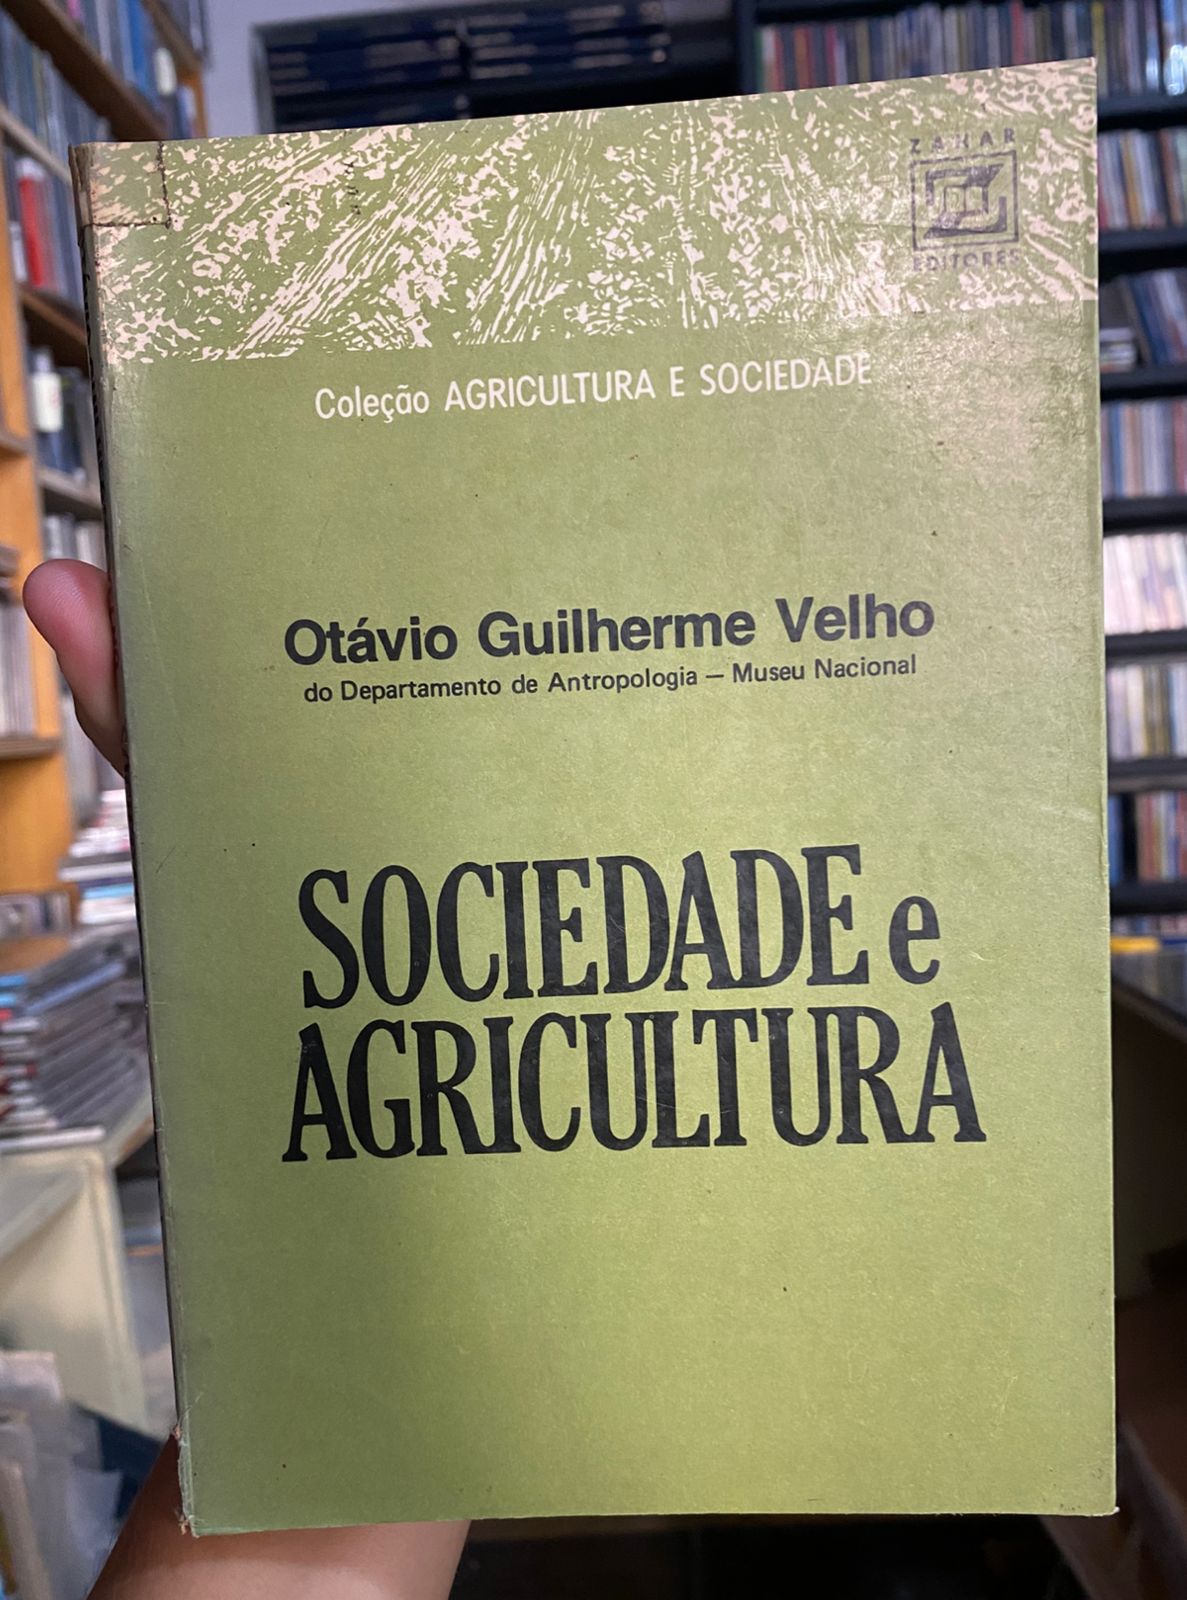 ZAHAR
EDITORES
Coleção AGRICULTURA E SOCIEDADE
Otávio Guilherme Velho
do Departamento de Antropologia — Museu Nacional
SOCIEDADE e
AGRICULTURA